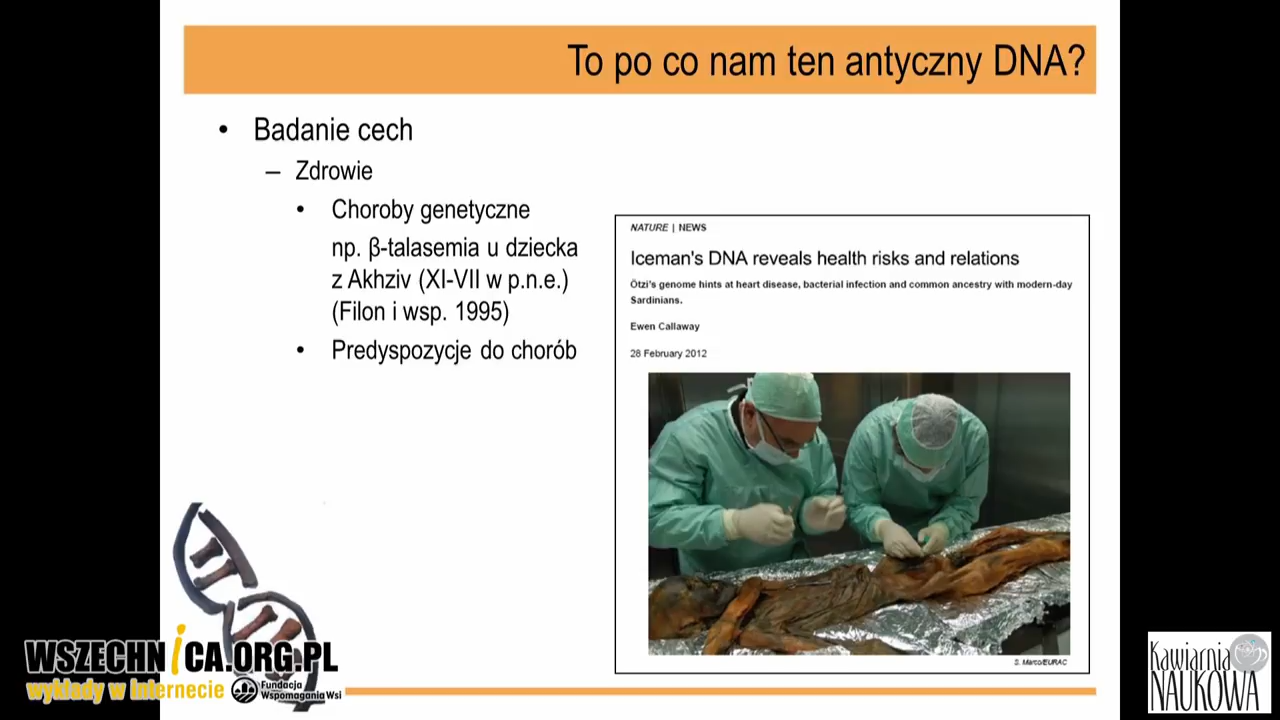 To po co nam ten antyczny DNA?
• Badanie cech
– Zdrowie
• Choroby genetyczne
np. β-talasemia u dziecka
z Akhziv (XI-VII w p.n.e.)
(Filon i wsp. 1995)
• Predyspozycje do chorób
NATURE | NEWS
Iceman's DNA reveals health risks and relations
Ötzi's genome hints at heart disease, bacterial infection and common ancestry with modern-day
Sardinians.
Ewen Callaway
28 February 2012
S. Marco/EURAC
WSZECHNiCA.ORG.PL
wykłady w internecie
Fundacja
Wspomagania Wsi
Kawiarnia
NAUKOWA